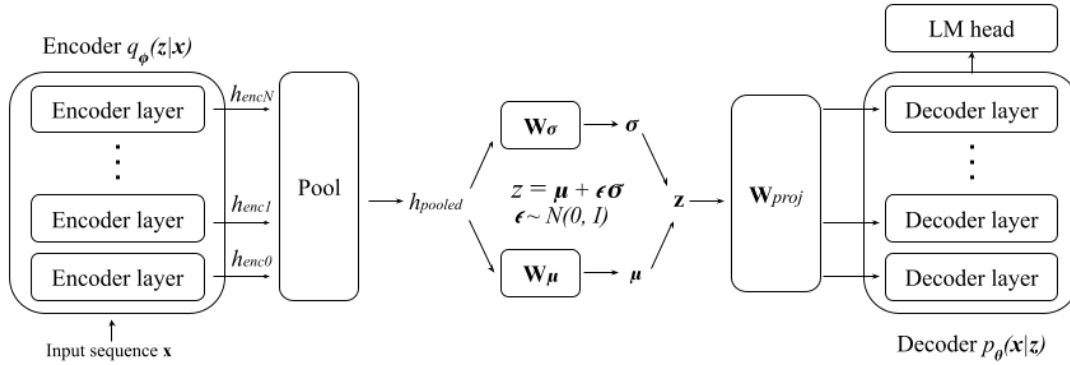 Encoder qϕ(z|x)
Encoder layer
Encoder layer
Encoder layer
Input sequence x
hencN
henc1
henc0
Pool
hpooled
Wσ
σ
z = μ + ϵσ
ϵ~ N(0, I)
Wμ
μ
z
Wproj
LM head
Decoder layer
Decoder layer
Decoder layer
Decoder pθ(x|z)